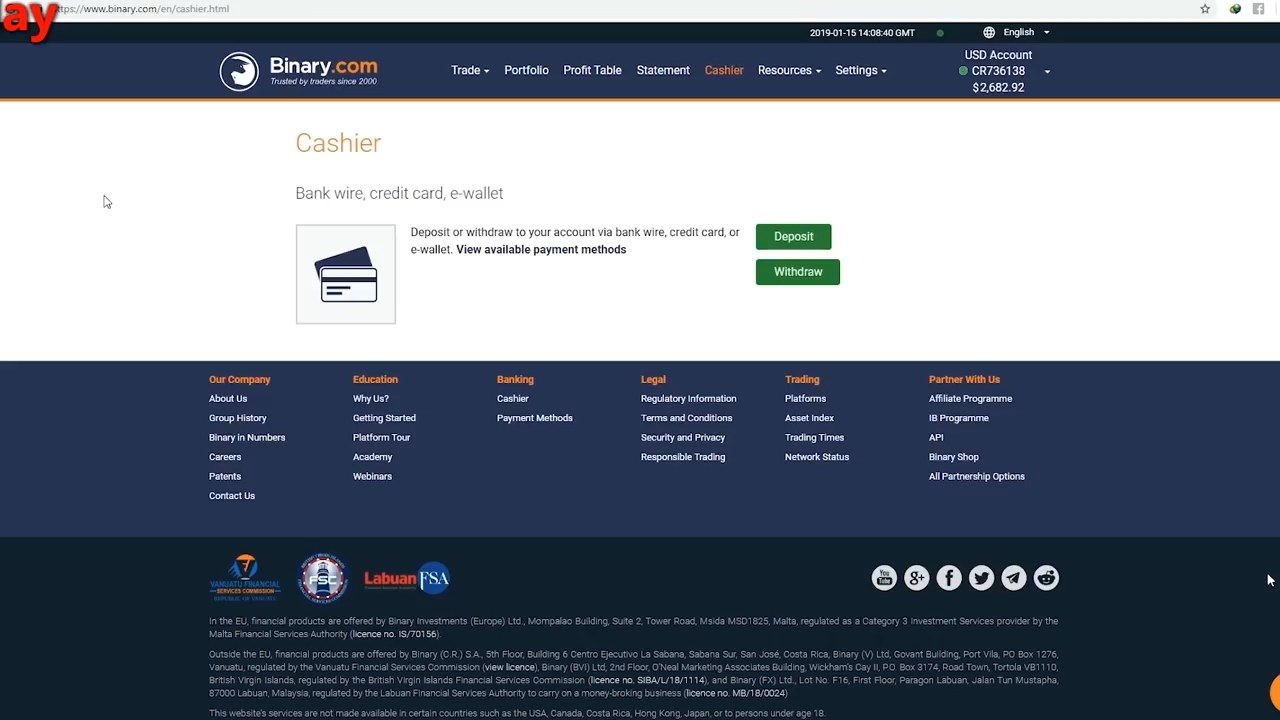 ay
https://www.binary.com/en/cashier.html
2019-01-15 14:08:40 GMT
English
Binary.com
Trusted by traders since 2000
Trade
Portfolio
Profit Table
Statement
Cashier
Resources
Settings
USD Account
CR736138
$2,682.92
Cashier
Bank wire, credit card, e-wallet
Deposit or withdraw to your account via bank wire, credit card, or
e-wallet. View available payment methods
Deposit
Withdraw
Our Company
About Us
Group History
Binary in Numbers
Careers
Patents
Contact Us
Education
Why Us?
Getting Started
Platform Tour
Academy
Webinars
Banking
Cashier
Payment Methods
Legal
Regulatory Information
Terms and Conditions
Security and Privacy
Responsible Trading
Trading
Platforms
Asset Index
Trading Times
Network Status
Partner With Us
Affiliate Programme
IB Programme
API
Binary Shop
All Partnership Options
VANUATU FINANCIAL
SERVICES COMMISSION
REPUBLIC OF VANUATU
FSC
Labuan FSA
You
Tube
In the EU, financial products are offered by Binary Investments (Europe) Ltd., Mompalao Building, Suite 2, Tower Road, Msida MSD1825, Malta, regulated as a Category 3 Investment Services provider by the
Malta Financial Services Authority (licence no. IS/70156).
Outside the EU, financial products are offered by Binary (C.R.) S.A., 5th Floor, Building 6 Centro Ejecutivo La Sabana, Sabana Sur, San José, Costa Rica, Binary (V) Ltd, Govant Building, Port Vila, PO Box 1276,
Vanuatu, regulated by the Vanuatu Financial Services Commission (view licence), Binary (BVI) Ltd, 2nd Floor, O'Neal Marketing Associates Building, Wickham's Cay II, P.O. Box 3174, Road Town, Tortola VB1110,
British Virgin Islands, regulated by the British Virgin Islands Financial Services Commission (licence no. SIBA/L/18/1114), and Binary (FX) Ltd., Lot No. F16, First Floor, Paragon Labuan, Jalan Tun Mustapha,
87000 Labuan, Malaysia, regulated by the Labuan Financial Services Authority to carry on a money-broking business (licence no. MB/18/0024)
This website's services are not made available in certain countries such as the USA, Canada, Costa Rica, Hong Kong, Japan, or to persons under age 18.